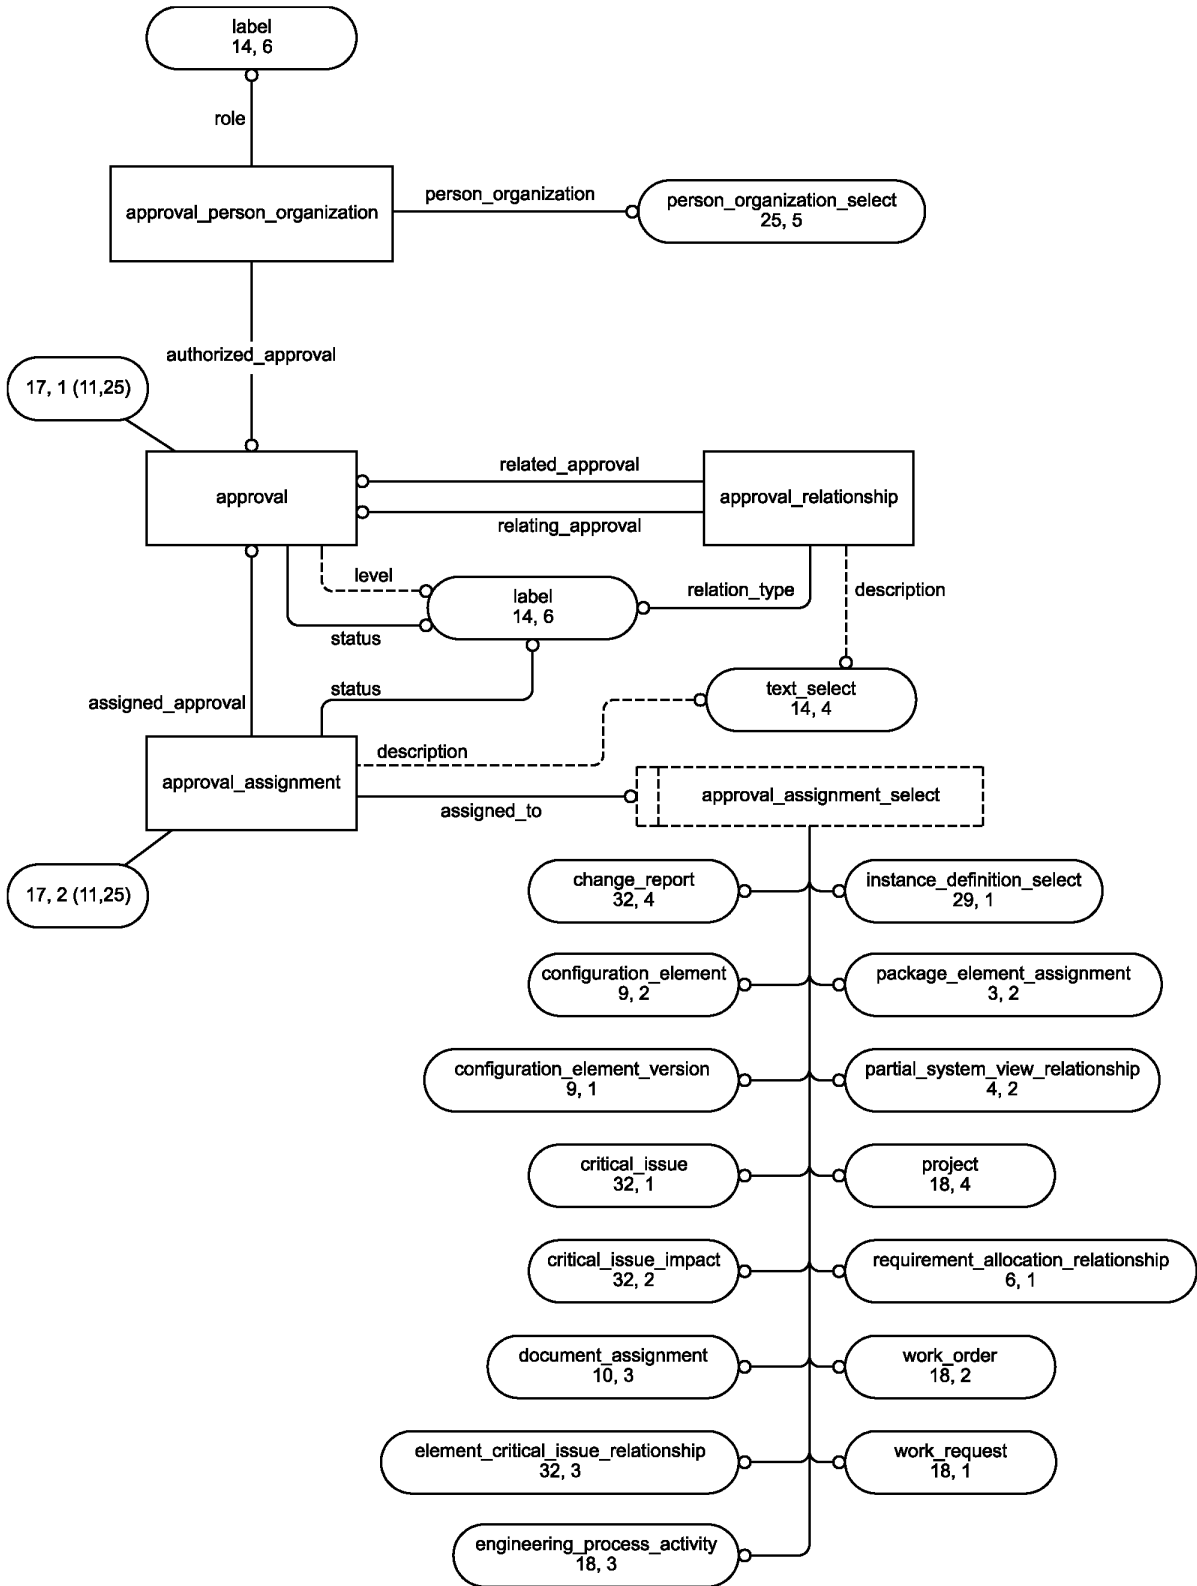 label
14, 6
role
approval_person_organization
person_organization
person_organization_select
25, 5
authorized_approval
17, 1 (11,25)
approval
related_approval
relating_approval
approval_relationship
level
status
label
14, 6
relation_type
description
assigned_approval
status
text_select
14, 4
description
approval_assignment
assigned_to
approval_assignment_select
17, 2 (11,25)
change_report
32, 4
instance_definition_select
29, 1
configuration_element
9, 2
package_element_assignment
3, 2
configuration_element_version
9, 1
partial_system_view_relationship
4, 2
critical_issue
32, 1
project
18, 4
critical_issue_impact
32, 2
requirement_allocation_relationship
6, 1
document_assignment
10, 3
work_order
18, 2
element_critical_issue_relationship
32, 3
work_request
18, 1
engineering_process_activity
18, 3